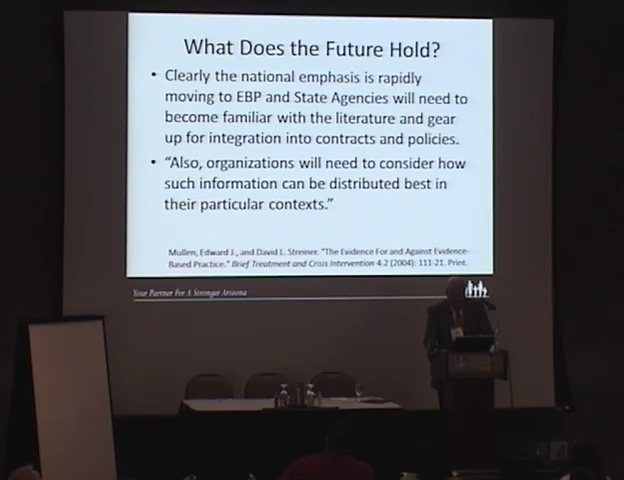 What Does the Future Hold?
• Clearly the national emphasis is rapidly
moving to EBP and State Agencies will need to
become familiar with the literature and gear
up for integration into contracts and policies.
• “Also, organizations will need to consider how
such information can be distributed best in
their particular contexts.”
Mullen, Edward J., and David L. Streiner. "The Evidence For and Against Evidence-
Based Practice." Brief Treatment and Crisis Intervention 4.2 (2004): 111-21. Print.
Your Partner For A Stronger Arizona